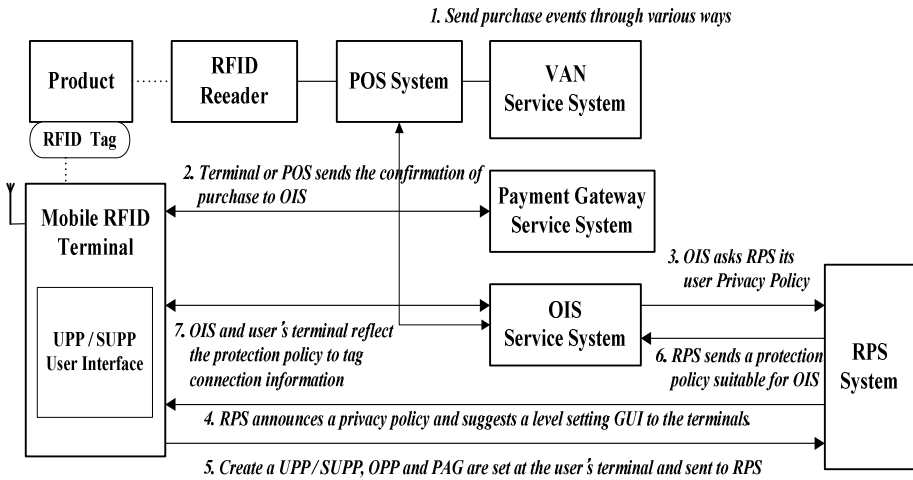 1. Send purchase events through various ways
Product
RFID
Reeader
POS System
VAN
Service System
RFID Tag
2. Terminal or POS sends the confirmation of
purchase to OIS
Mobile RFID
Terminal
Payment Gateway
Service System
3. OIS asks RPS its
user Privacy Policy
UPP / SUPP
User Interface
7. OIS and user's terminal reflect
the protection policy to tag
connection information
OIS
Service System
6. RPS sends a protection
policy suitable for OIS
RPS
System
4. RPS announces a privacy policy and suggests a level setting GUI to the terminals.
5. Create a UPP / SUPP, OPP and PAG are set at the user's terminal and sent to RPS